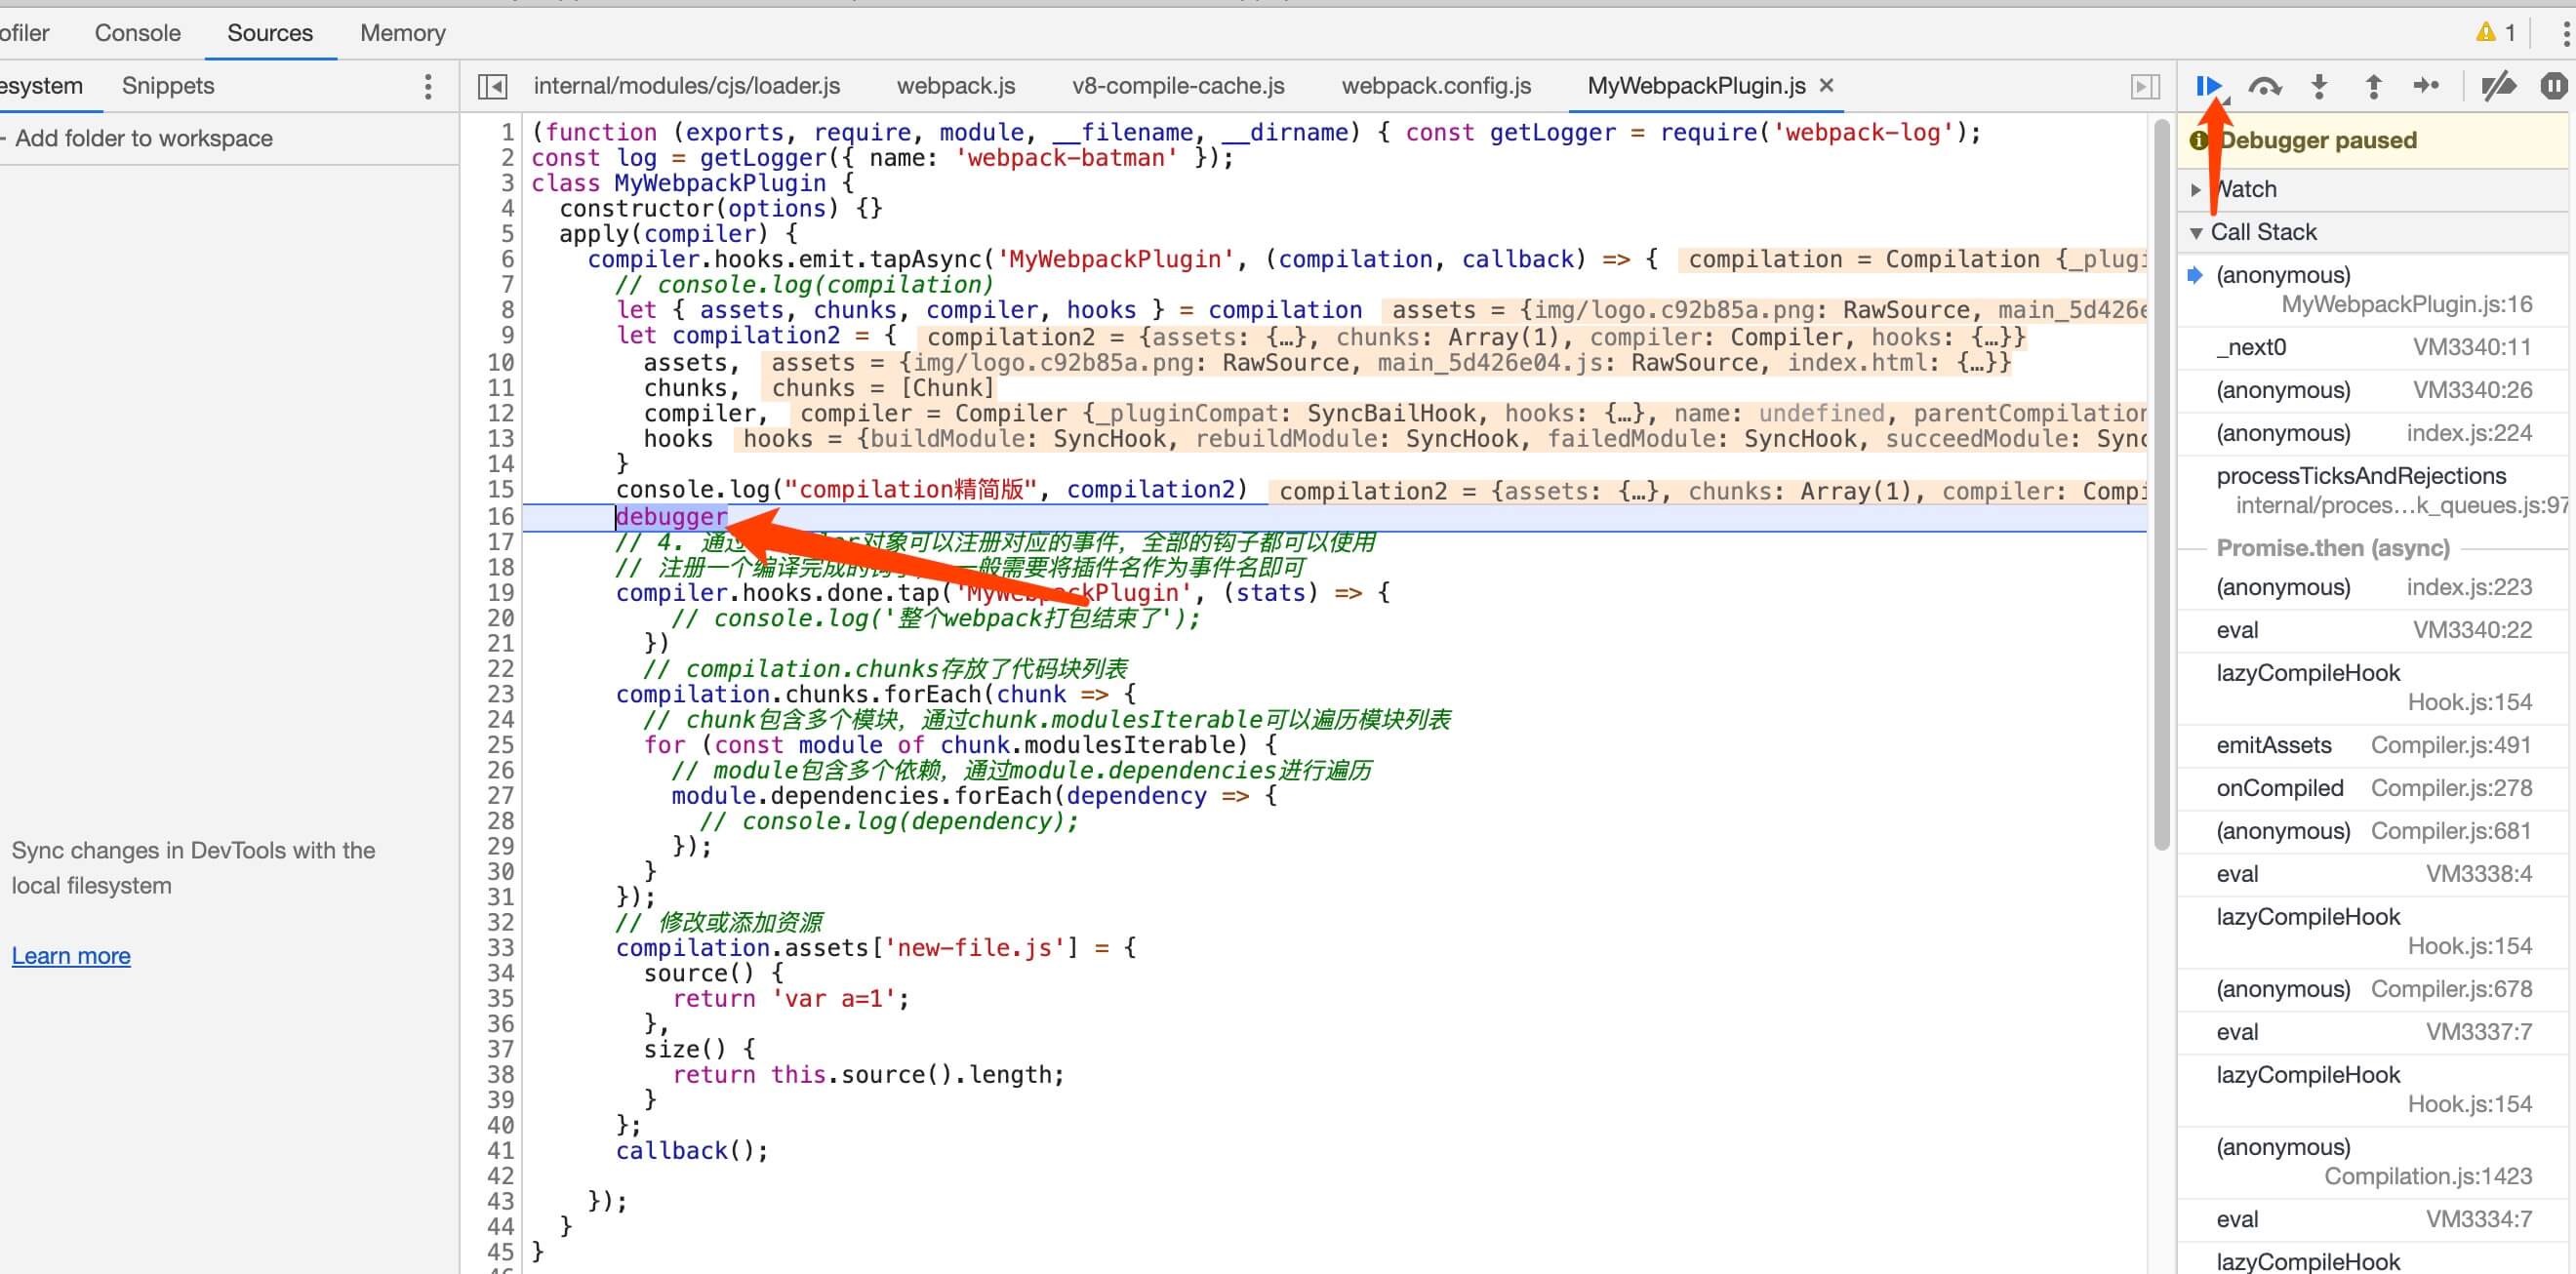 ofiler Console Sources Memory 1
esystem Snippets internal/modules/cjs/loader.js webpack.js v8-compile-cache.js webpack.config.js MyWebpackPlugin.js ×
Add folder to workspace
Sync changes in DevTools with the
local filesystem
Learn more
1 (function (exports, require, module, __filename, __dirname) { const getLogger = require('webpack-log');
2 const log = getLogger({ name: 'webpack-batman' });
3 class MyWebpackPlugin {
4 constructor(options) {}
5 apply(compiler) {
6 compiler.hooks.emit.tapAsync('MyWebpackPlugin', (compilation, callback) => { compilation = Compilation {_plugi
7 // console.log(compilation)
8 let { assets, chunks, compiler, hooks } = compilation assets = {img/logo.c92b85a.png: RawSource, main_5d426e
9 let compilation2 = { compilation2 = {assets: {…}, chunks: Array(1), compiler: Compiler, hooks: {…}}
10 assets, assets = {img/logo.c92b85a.png: RawSource, main_5d426e04.js: RawSource, index.html: {…}}
11 chunks, chunks = [Chunk]
12 compiler, compiler = Compiler {_pluginCompat: SyncBailHook, hooks: {…}, name: undefined, parentCompilation
13 hooks hooks = {buildModule: SyncHook, rebuildModule: SyncHook, failedModule: SyncHook, succeedModule: Sync
14 }
15 console.log("compilation精简版", compilation2) compilation2 = {assets: {…}, chunks: Array(1), compiler: Compi
16 debugger
17 // 4. 通过 对象可以注册对应的事件，全部的钩子都可以使用
18 // 注册一个编译完成的 一般需要将插件名作为事件名即可
19 compiler.hooks.done.tap('MyWebpackPlugin', (stats) => {
20 // console.log('整个webpack打包结束了');
21 })
22 // compilation.chunks存放了代码块列表
23 compilation.chunks.forEach(chunk => {
24 // chunk包含多个模块，通过chunk.modulesIterable可以遍历模块列表
25 for (const module of chunk.modulesIterable) {
26 // module包含多个依赖，通过module.dependencies进行遍历
27 module.dependencies.forEach(dependency => {
28 // console.log(dependency);
29 });
30 }
31 });
32 // 修改或添加资源
33 compilation.assets['new-file.js'] = {
34 source() {
35 return 'var a=1';
36 },
37 size() {
38 return this.source().length;
39 }
40 };
41 callback();
42
43 });
44 }
45 }
Debugger paused
Watch
Call Stack
(anonymous)
MyWebpackPlugin.js:16
_next0 VM3340:11
(anonymous) VM3340:26
(anonymous) index.js:224
processTicksAndRejections
internal/proces…k_queues.js:97
Promise.then (async)
(anonymous) index.js:223
eval VM3340:22
lazyCompileHook
Hook.js:154
emitAssets Compiler.js:491
onCompiled Compiler.js:278
(anonymous) Compiler.js:681
eval VM3338:4
lazyCompileHook
Hook.js:154
(anonymous) Compiler.js:678
eval VM3337:7
lazyCompileHook
Hook.js:154
(anonymous)
Compilation.js:1423
eval VM3334:7
lazyCompileHook